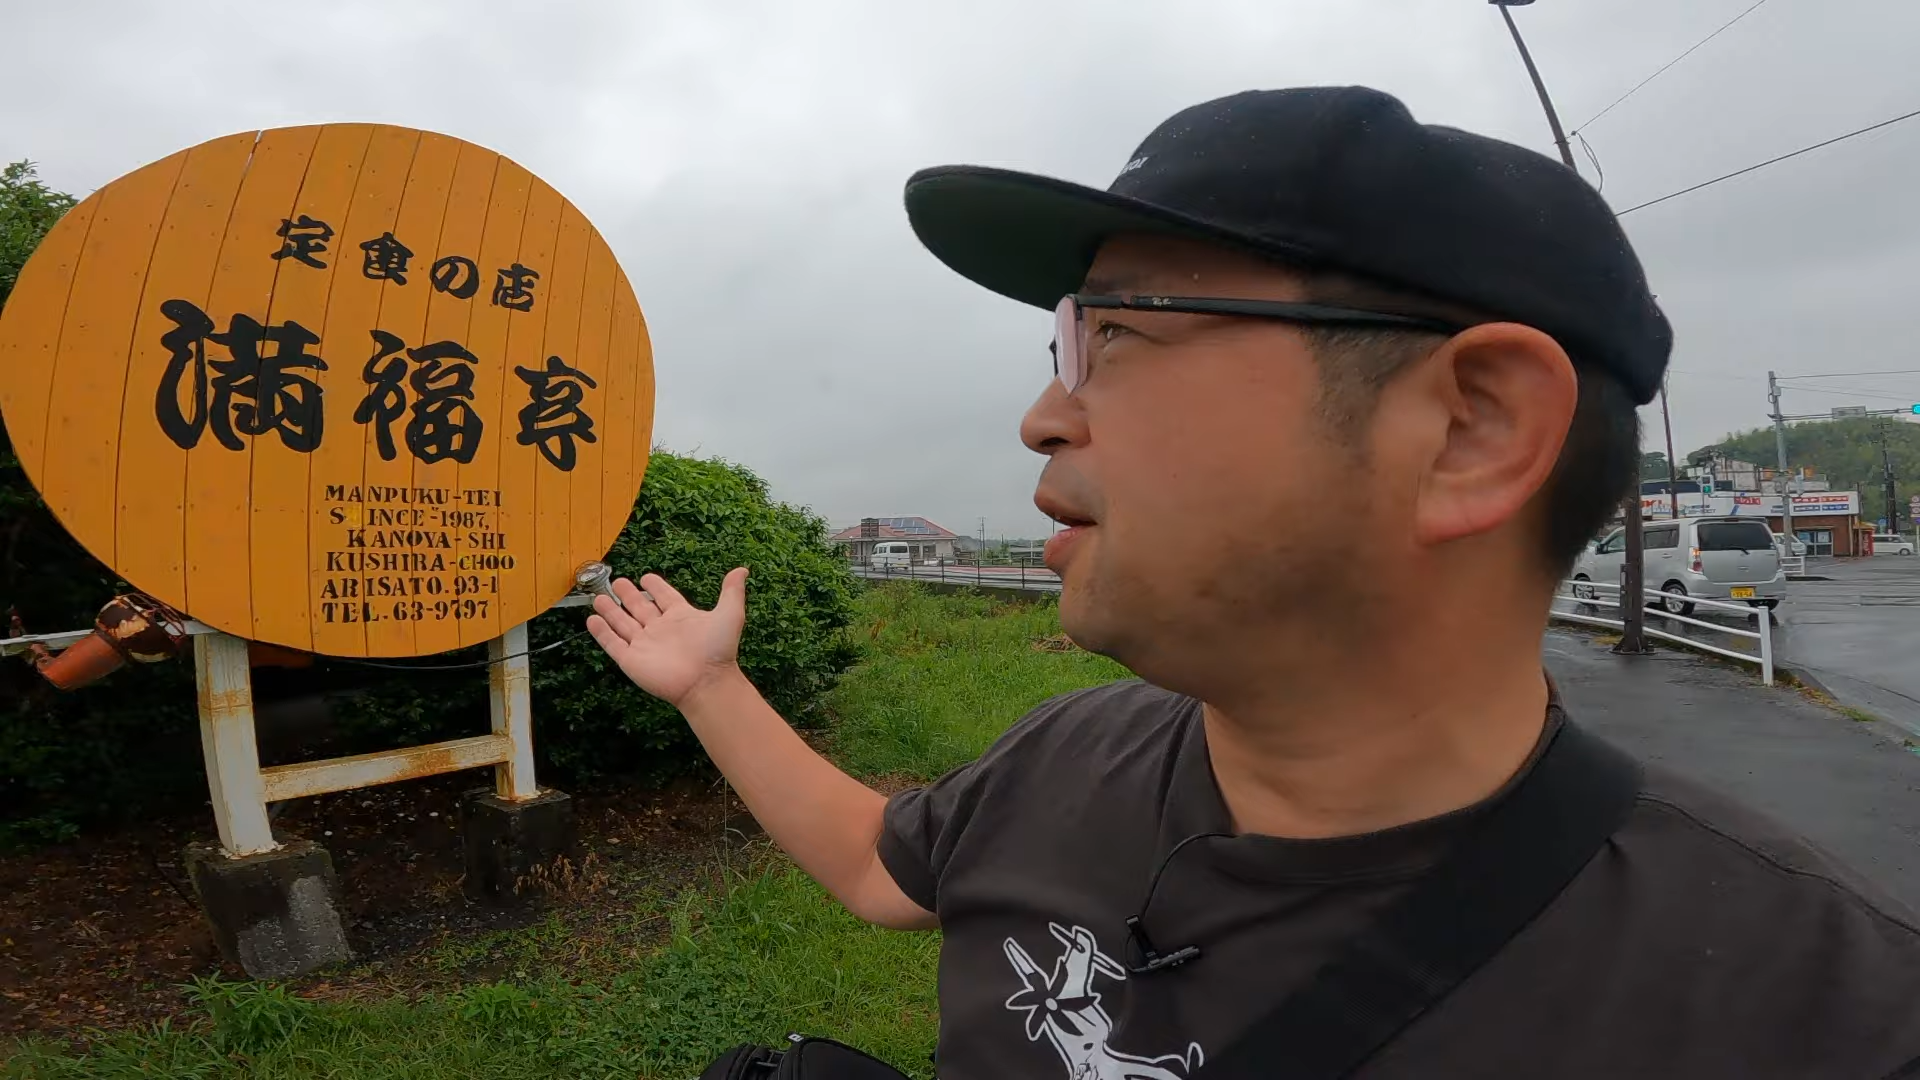 定食の店
満福亭
MANPUKU-TEI
SINCE-1987,
KANOYA-SHI
KUSHIRA-CHOO
ARISATO.93-1
TEL.63-9797